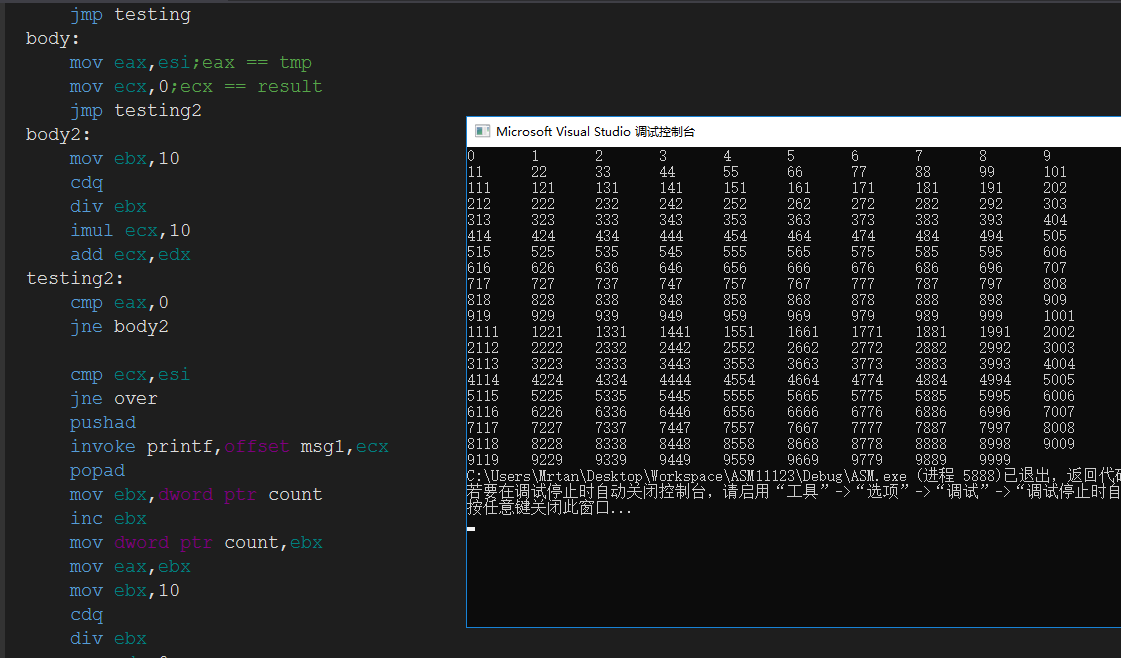 jmp testing
body:
mov eax,esi;eax == tmp
mov ecx,0;ecx == result
jmp testing2
body2:
mov ebx,10
cdq
div ebx
imul ecx,10
add ecx,edx
testing2:
cmp eax,0
jne body2
cmp ecx,esi
jne over
pushad
invoke printf,offset msg1,ecx
popad
mov ebx,dword ptr count
inc ebx
mov dword ptr count,ebx
mov eax,ebx
mov ebx,10
cdq
div ebx
Microsoft Visual Studio 调试控制台
0 1 2 3 4 5 6 7 8 9
11 22 33 44 55 66 77 88 99 101
111 121 131 141 151 161 171 181 191 202
212 222 232 242 252 262 272 282 292 303
313 323 333 343 353 363 373 383 393 404
414 424 434 444 454 464 474 484 494 505
515 525 535 545 555 565 575 585 595 606
616 626 636 646 656 666 676 686 696 707
717 727 737 747 757 767 777 787 797 808
818 828 838 848 858 868 878 888 898 909
919 929 939 949 959 969 979 989 999 1001
1111 1221 1331 1441 1551 1661 1771 1881 1991 2002
2112 2222 2332 2442 2552 2662 2772 2882 2992 3003
3113 3223 3333 3443 3553 3663 3773 3883 3993 4004
4114 4224 4334 4444 4554 4664 4774 4884 4994 5005
5115 5225 5335 5445 5555 5665 5775 5885 5995 6006
6116 6226 6336 6446 6556 6666 6776 6886 6996 7007
7117 7227 7337 7447 7557 7667 7777 7887 7997 8008
8118 8228 8338 8448 8558 8668 8778 8888 8998 9009
9119 9229 9339 9449 9559 9669 9779 9889 9999
C:\Users\Mrtan\Desktop\Workspace\ASM11123\Debug\ASM.exe (进程 5888)已退出，返回代码
若要在调试停止时自动关闭控制台，请启用“工具”->“选项”->“调试”->“调试停止时自
按任意键关闭此窗口...